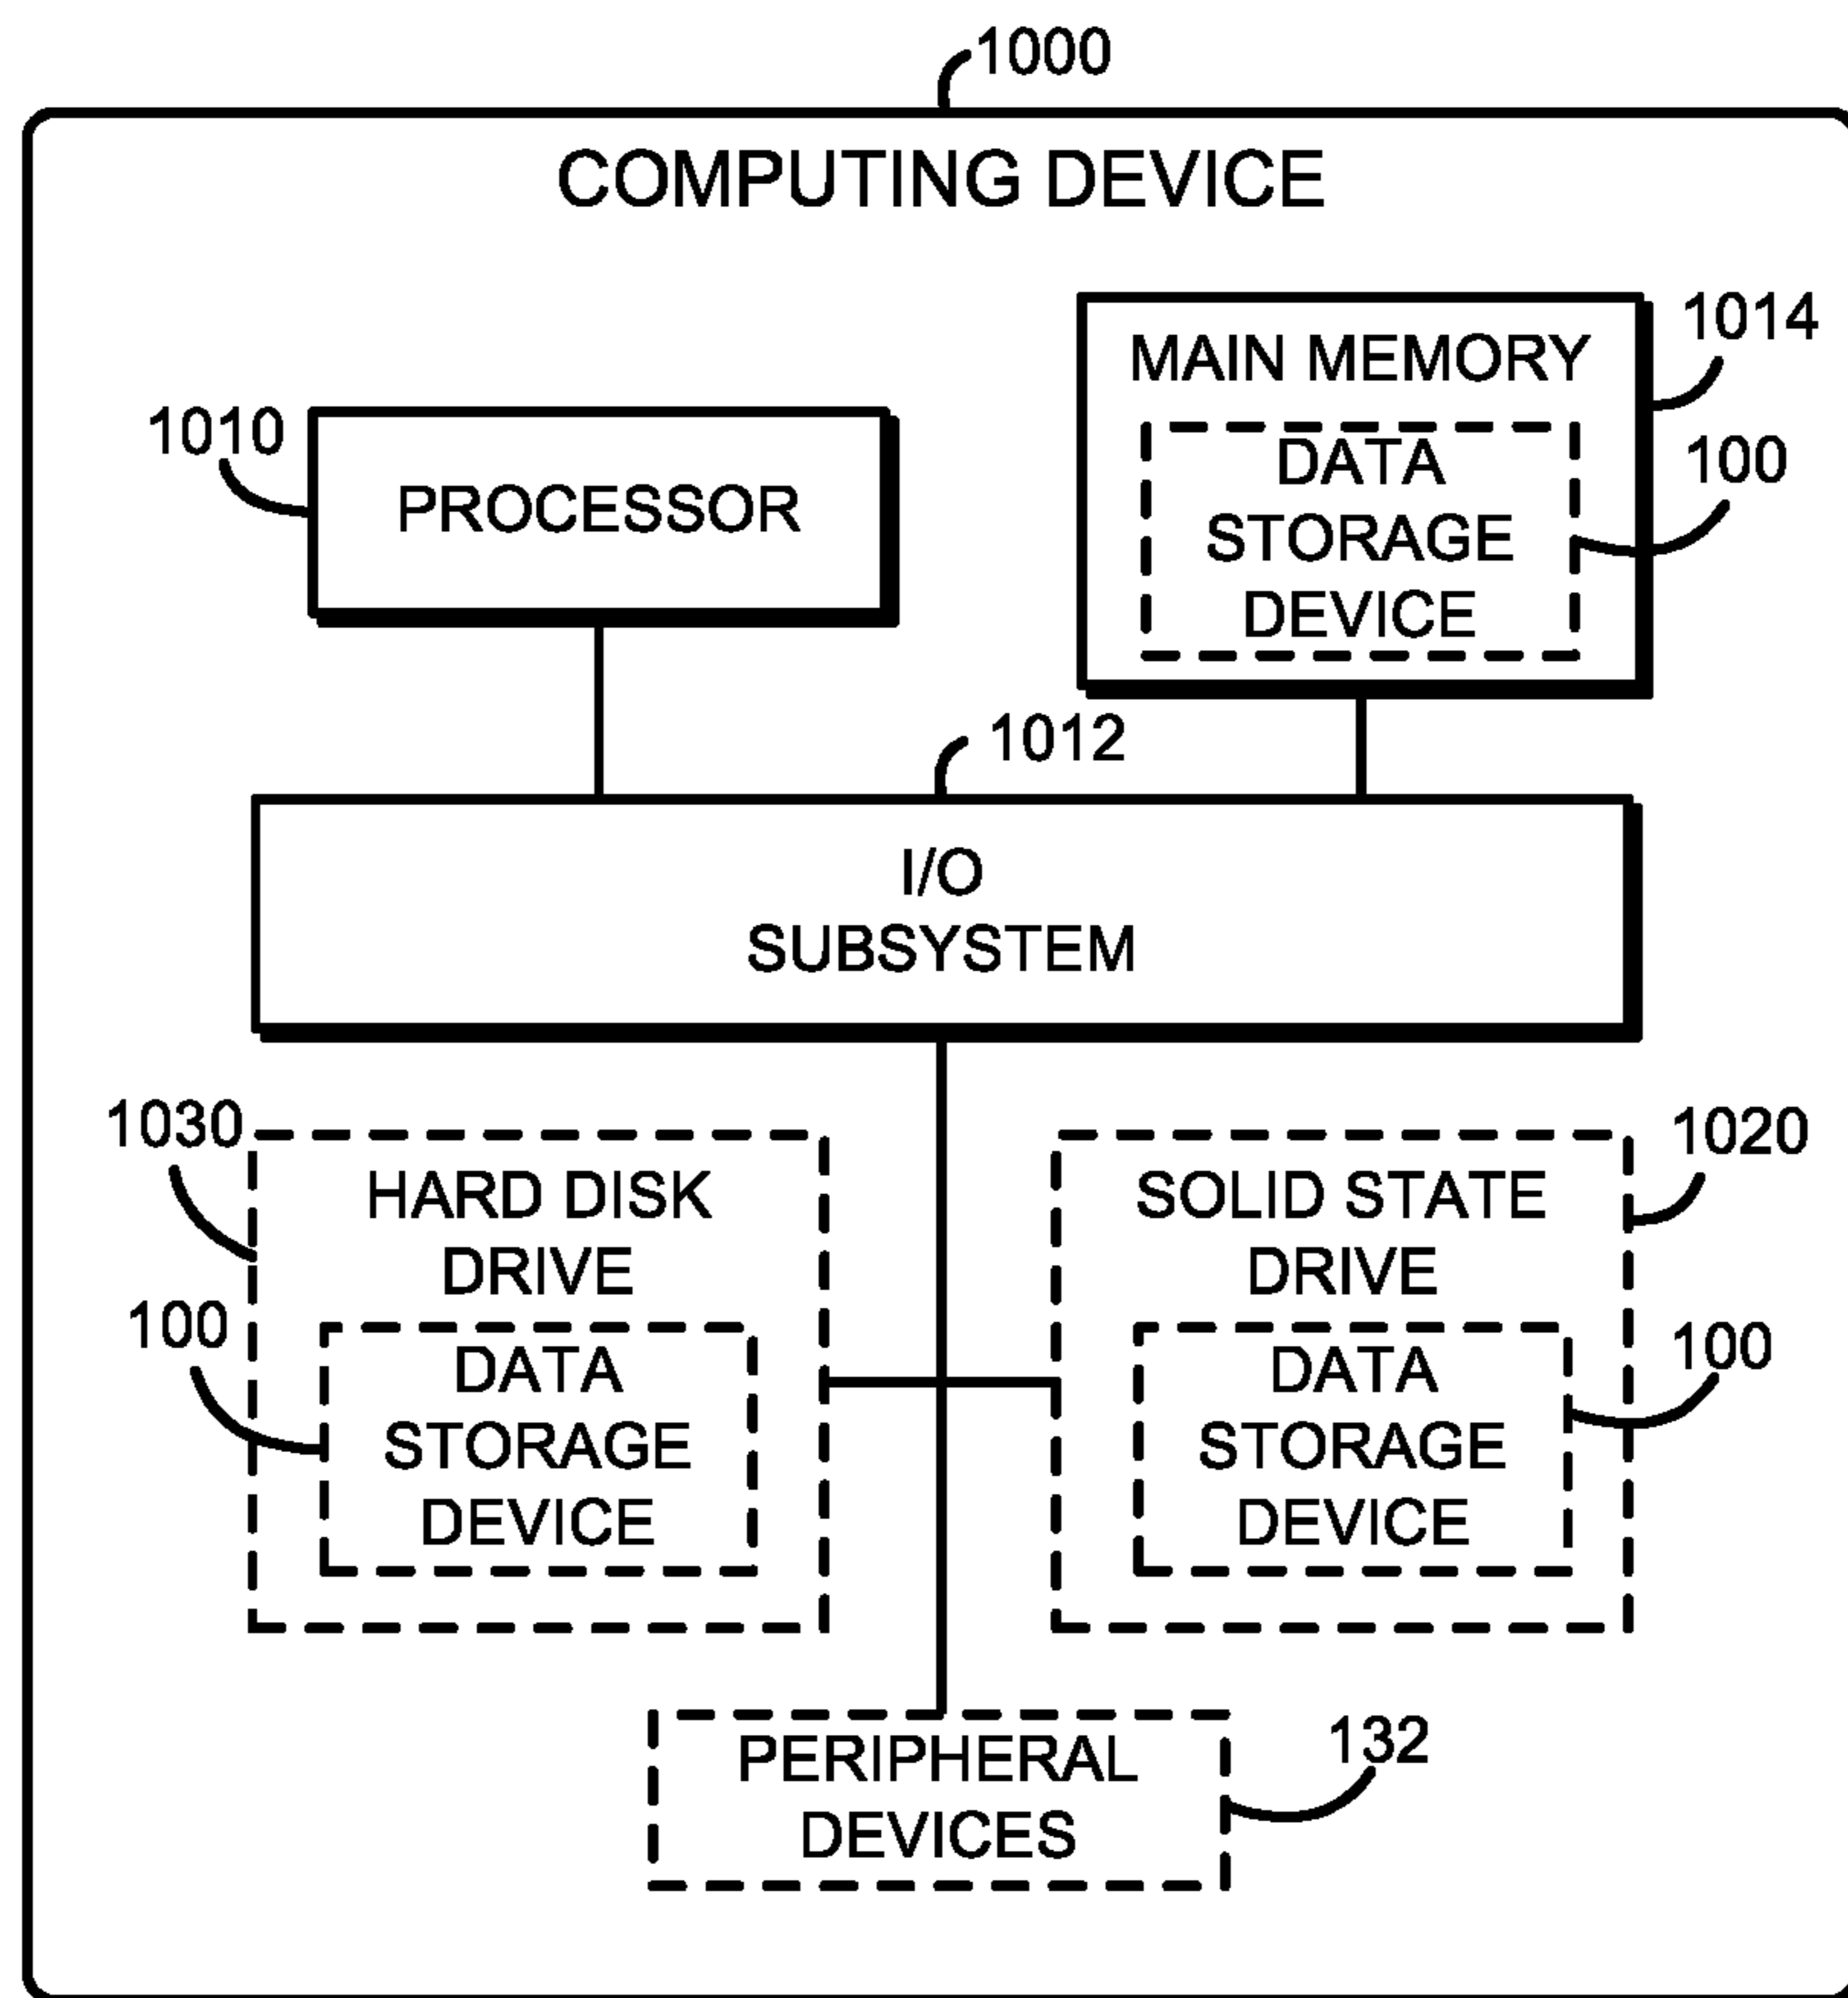 1000
COMPUTING DEVICE
1014
MAIN MEMORY
100
DATA
STORAGE
DEVICE
1010
PROCESSOR
1012
I/O
SUBSYSTEM
1030
HARD DISK
DRIVE
100
DATA
STORAGE
DEVICE
1020
SOLID STATE
DRIVE
100
DATA
STORAGE
DEVICE
PERIPHERAL
DEVICES
132